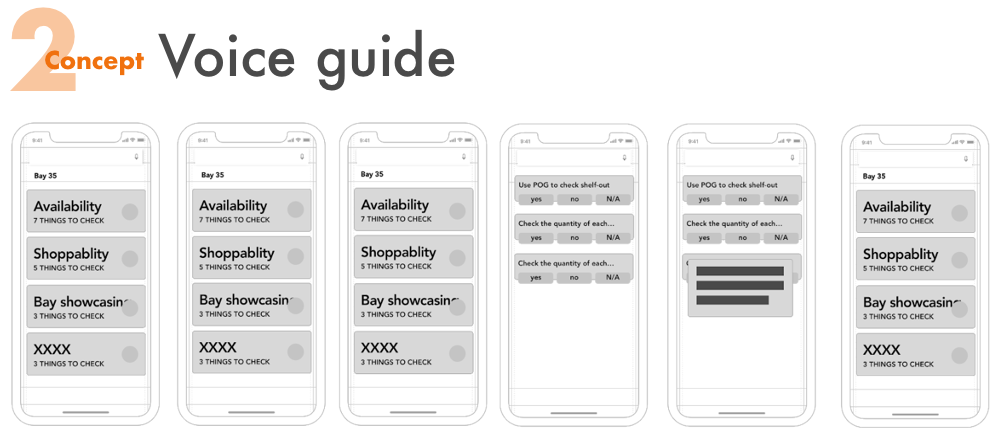 2
Concept
Voice guide
9:41
Bay 35
Availability
7 THINGS TO CHECK
Shoppablity
5 THINGS TO CHECK
Bay showcasing
3 THINGS TO CHECK
XXXX
3 THINGS TO CHECK
9:41
Bay 35
Availability
7 THINGS TO CHECK
Shoppablity
5 THINGS TO CHECK
Bay showcasing
3 THINGS TO CHECK
XXXX
3 THINGS TO CHECK
9:41
Bay 35
Availability
7 THINGS TO CHECK
Shoppablity
5 THINGS TO CHECK
Bay showcasing
3 THINGS TO CHECK
XXXX
3 THINGS TO CHECK
9:41
Use POG to check shelf-out
yes no N/A
Check the quantity of each...
yes no N/A
Check the quantity of each...
yes no N/A
9:41
Use POG to check shelf-out
yes no N/A
Check the quantity of each...
yes no N/A
9:41
Bay 35
Availability
7 THINGS TO CHECK
Shoppablity
5 THINGS TO CHECK
Bay showcasing
3 THINGS TO CHECK
XXXX
3 THINGS TO CHECK